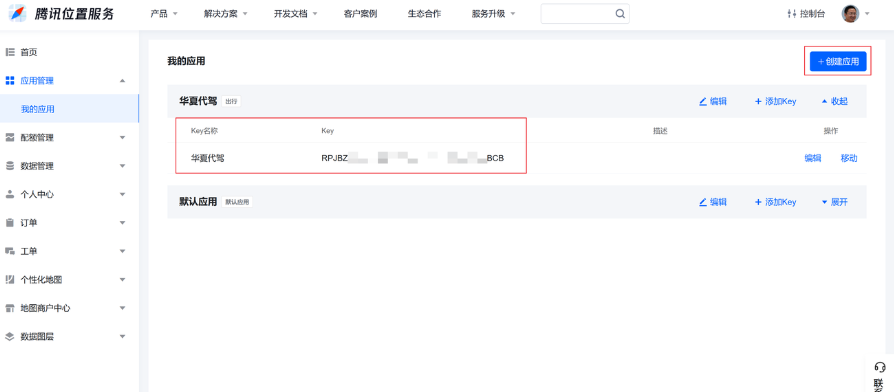 腾讯位置服务 产品 解决方案 开发文档 客户案例 生态合作 服务升级 控制台
首页
应用管理
我的应用
配额管理
数据管理
个人中心
订单
工单
个性化地图
地图商户中心
数据图层
我的应用
+ 创建应用
华夏代驾 出行 编辑 + 添加Key 收起
Key名称 Key 描述 操作
华夏代驾 RPJBZ BCB 编辑 移动
默认应用 默认应用 编辑 + 添加Key 展开
联